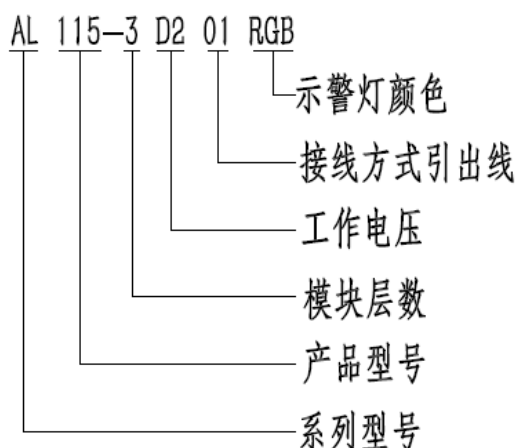 AL 115-3 D2 01 RGB
示警灯颜色
接线方式引出线
工作电压
模块层数
产品型号
系列型号